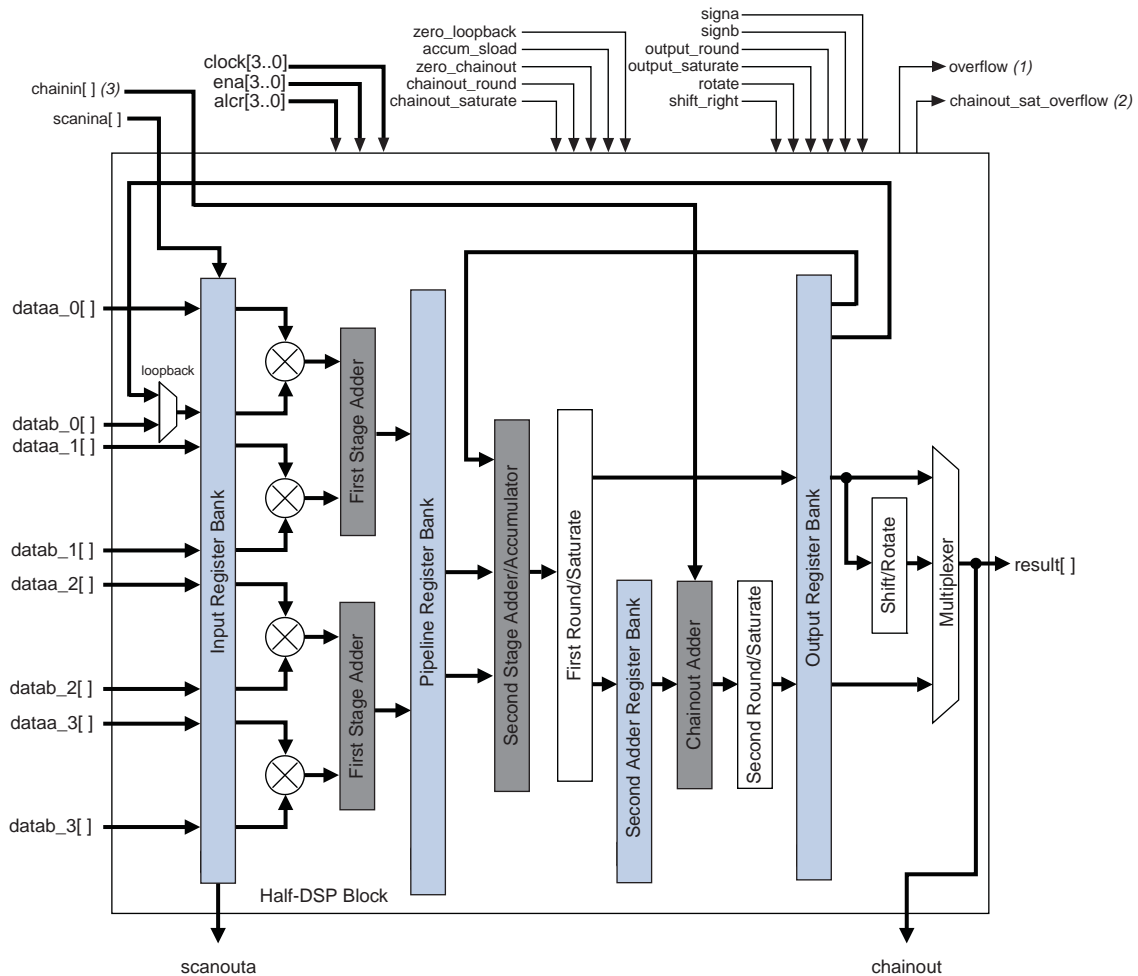 signa
zero_loopback
signb
accum_sload
output_round
clock[3..0]
zero_chainout
output_saturate
overflow (1)
ena[3..0]
chainout_round
rotate
chainin[ ] (3)
alcr[3..0]
chainout_saturate
shift_right
chainout_sat_overflow (2)
scanina[ ]
dataa_0[ ]
loopback
datab_0[ ]
dataa_1[ ]
datab_1[ ]
dataa_2[ ]
datab_2[ ]
dataa_3[ ]
datab_3[ ]
Input Register Bank
First Stage Adder
First Stage Adder
Pipeline Register Bank
Second Stage Adder/Accumulator
First Round/Saturate
Second Adder Register Bank
Chainout Adder
Second Round/Saturate
Output Register Bank
Shift/Rotate
Multiplexer
result[ ]
Half-DSP Block
scanouta
chainout